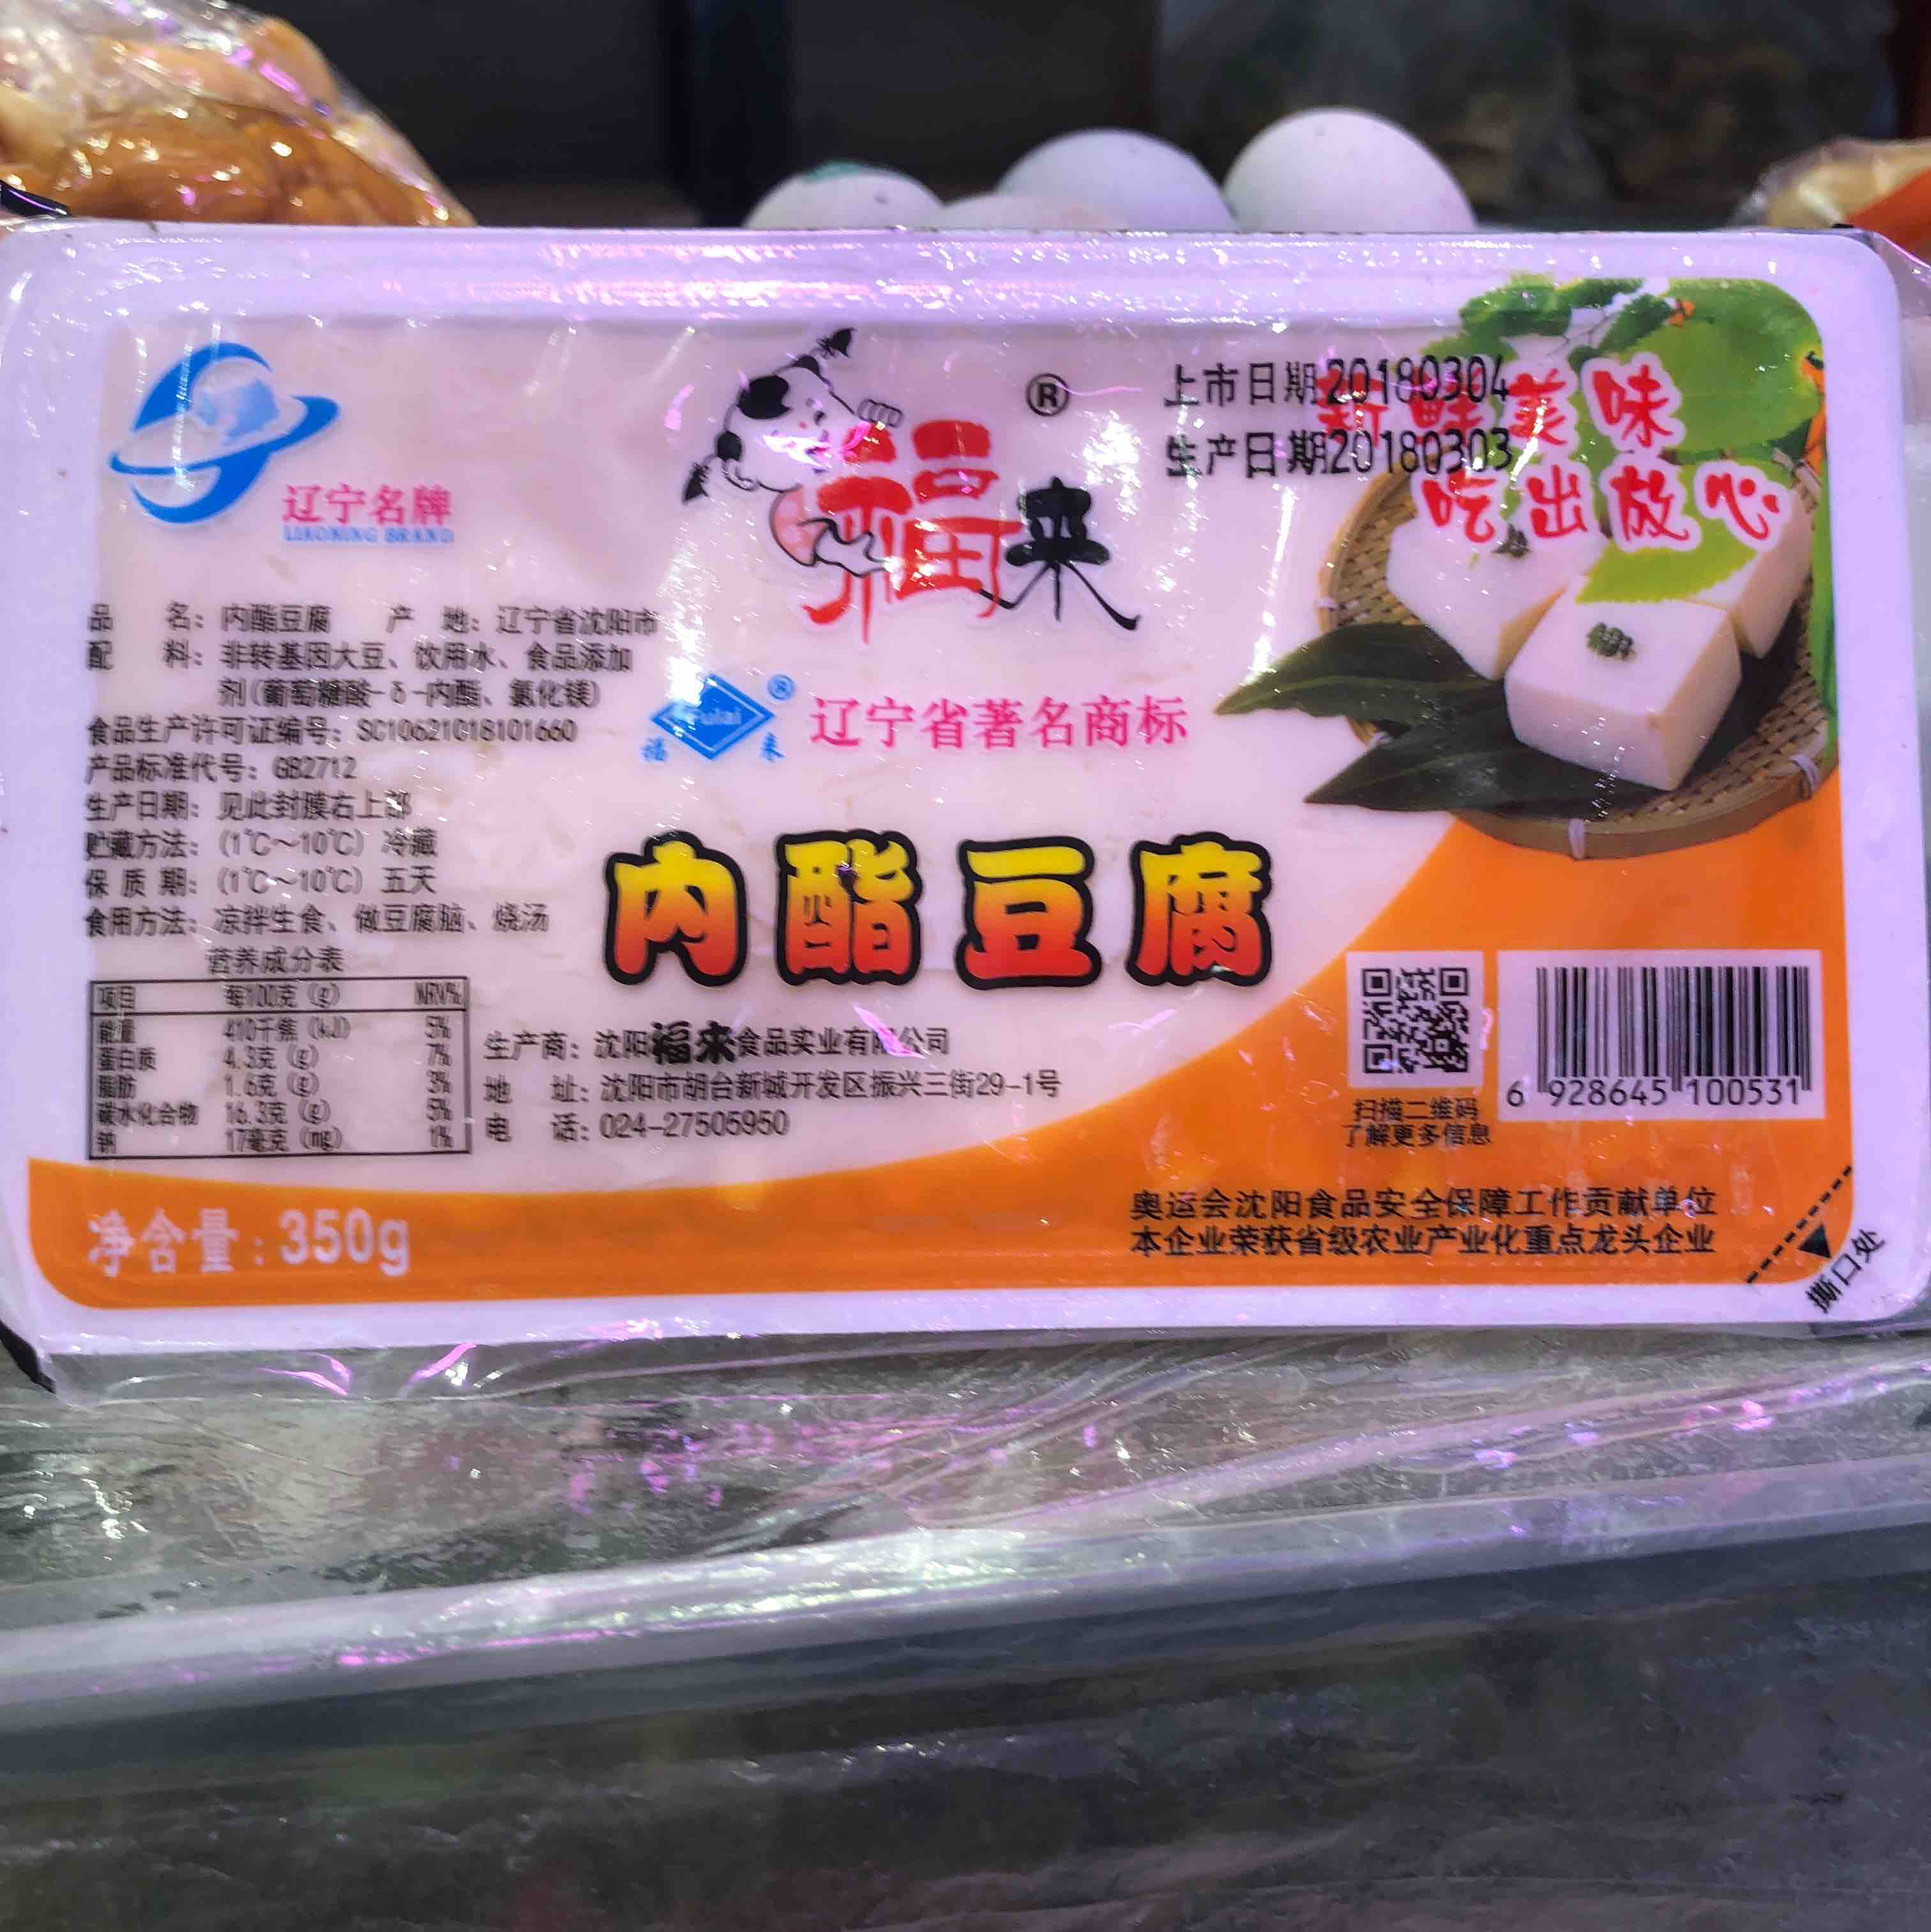 辽宁名牌
LIAONING BRAND
福来®
上市日期20180304
生产日期20180303
新鲜美味
吃出放心
品 名：内酯豆腐 产 地：辽宁省沈阳市
配 料：非转基因大豆、饮用水、食品添加
剂(葡萄糖酸-δ-内酯、氯化镁)
食品生产许可证编号：SC10621018101660
产品标准代号：GB2712
生产日期：见此封膜右上部
贮藏方法：(1℃～10℃) 冷藏
保 质 期：(1℃～10℃) 五天
食用方法：凉拌生食、做豆腐脑、烧汤
Fulai®
福 来
辽宁省著名商标
内酯豆腐
营养成分表
项目 每100克（g） NRV%
能量 410千焦（kJ） 5%
蛋白质 4.3克（g） 7%
脂肪 1.6克（g） 3%
碳水化合物 16.3克（g） 5%
钠 17毫克（mg） 1%
生产商：沈阳福来食品实业有限公司
地 址：沈阳市胡台新城开发区振兴三街29-1号
电 话：024-27505950
扫描二维码
了解更多信息
6 928645 100531
净含量：350g
奥运会沈阳食品安全保障工作贡献单位
本企业荣获省级农业产业化重点龙头企业
撕口处